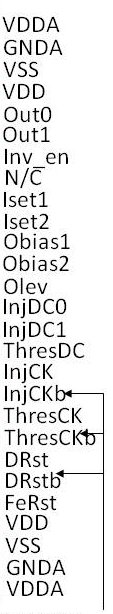 VDDA
GNDA
VSS
VDD
Out0
Out1
Inv_en
N/C
Iset1
Iset2
Obias1
Obias2
Olev
InjDC0
InjDC1
ThresDC
InjCK
InjCKb
ThresCK
ThresCKb
DRst
DRstb
FeRst
VDD
VSS
GNDA
VDDA